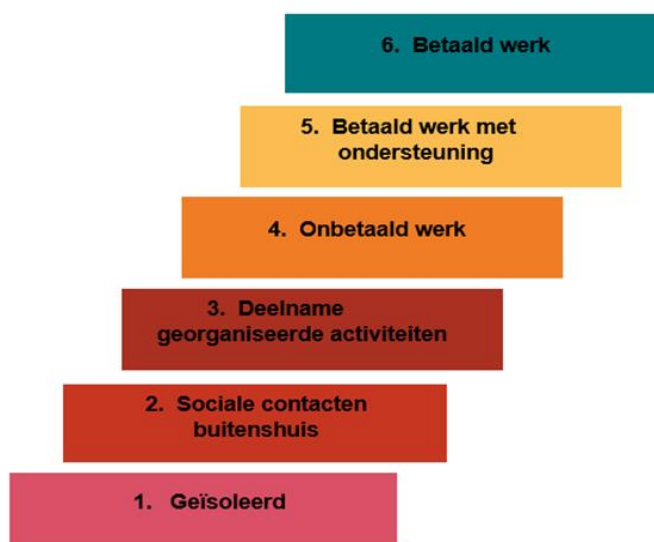 6. Betaald werk
5. Betaald werk met
ondersteuning
4. Onbetaald werk
3. Deelname
georganiseerde activiteiten
2. Sociale contacten
buitenshuis
1. Geïsoleerd